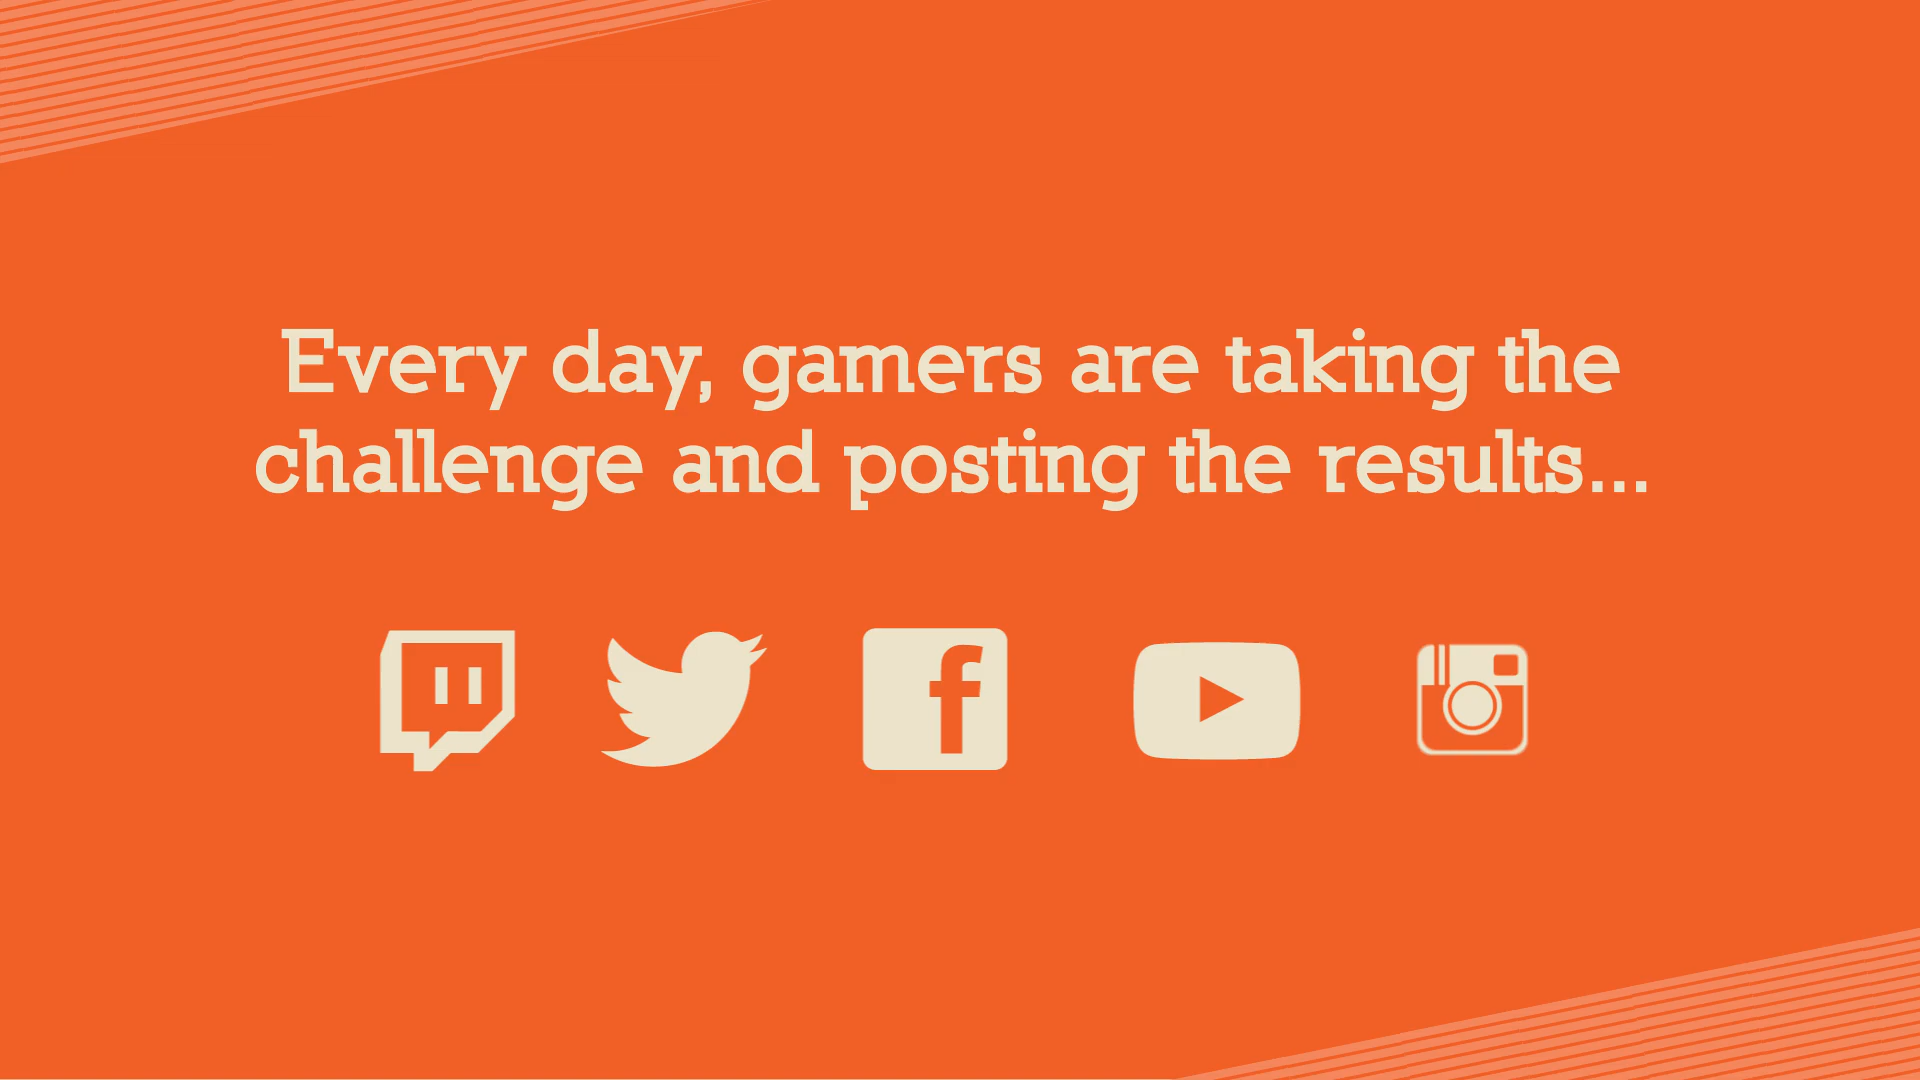 Every day, gamers are taking the
challenge and posting the results...